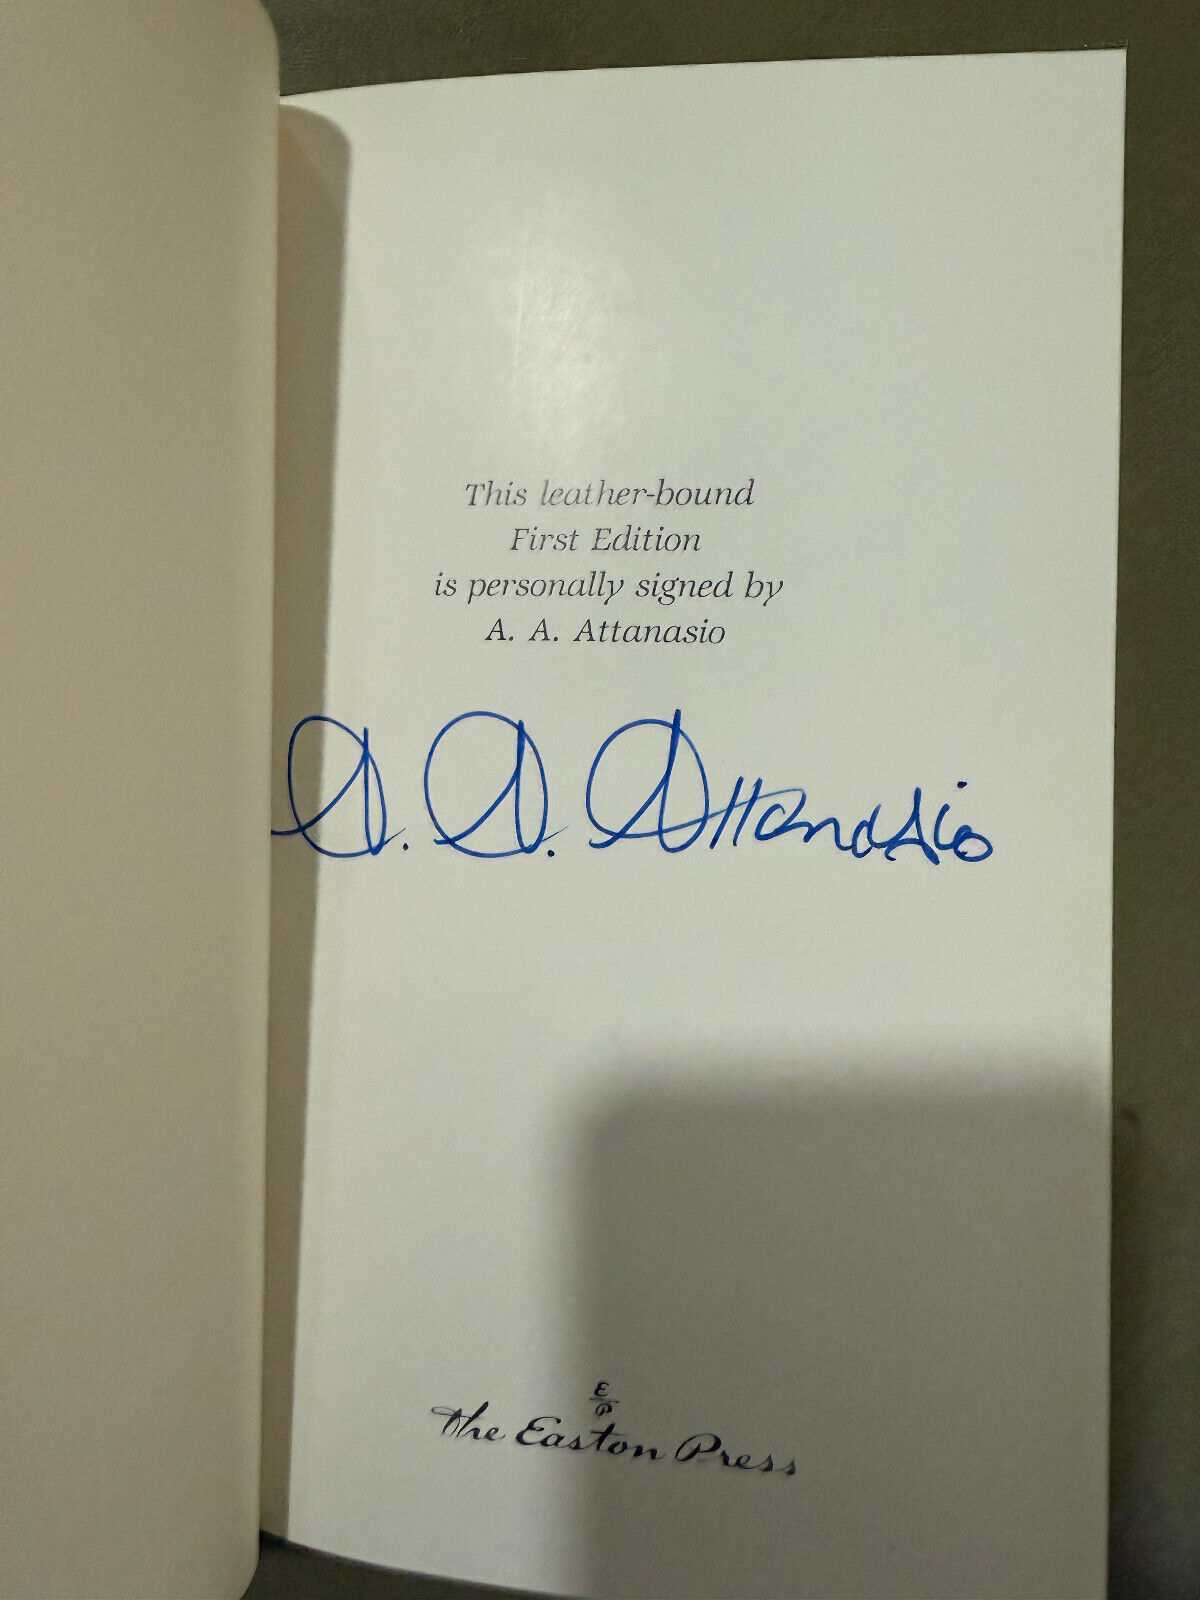 This leather-bound
First Edition
is personally signed by
A. A. Attanasio
A. A. Attanasio
E
P
The Easton Press